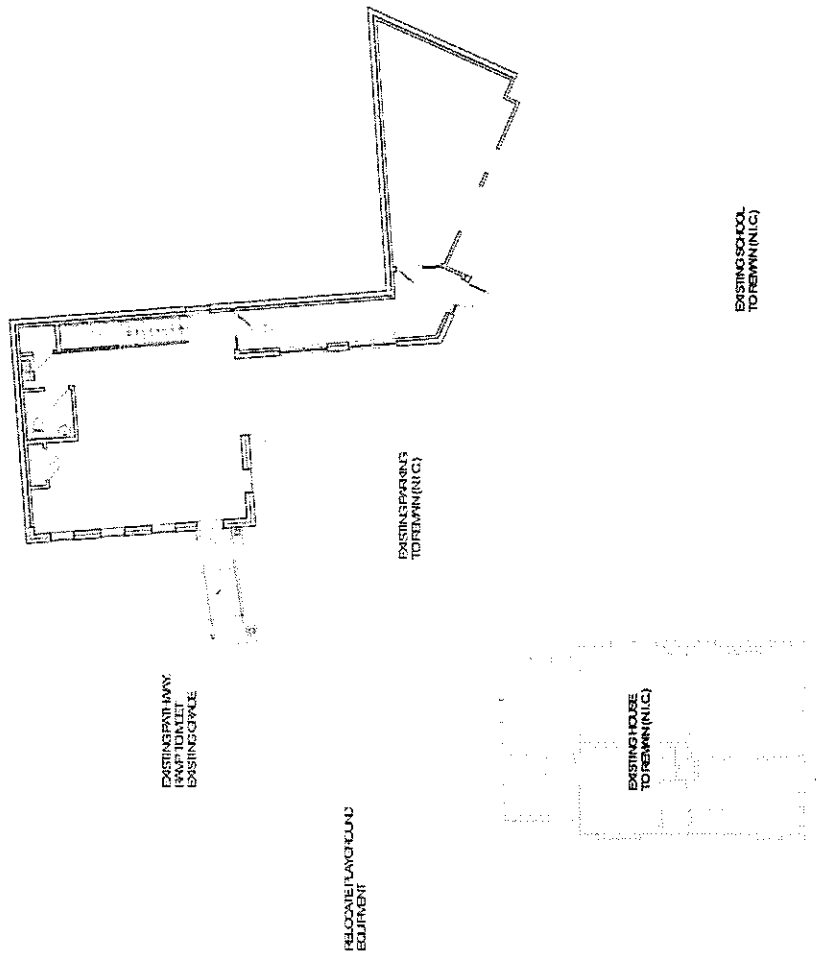 EXISTING PATHWAY.
RAMP TO MEET
EXISTING GRADE
RELOCATE PLAYGROUND
EQUIPMENT
EXISTING PARKING
TO REMAIN (N.I.C.)
EXISTING HOUSE
TO REMAIN (N.I.C.)
EXISTING SCHOOL
TO REMAIN (N.I.C.)